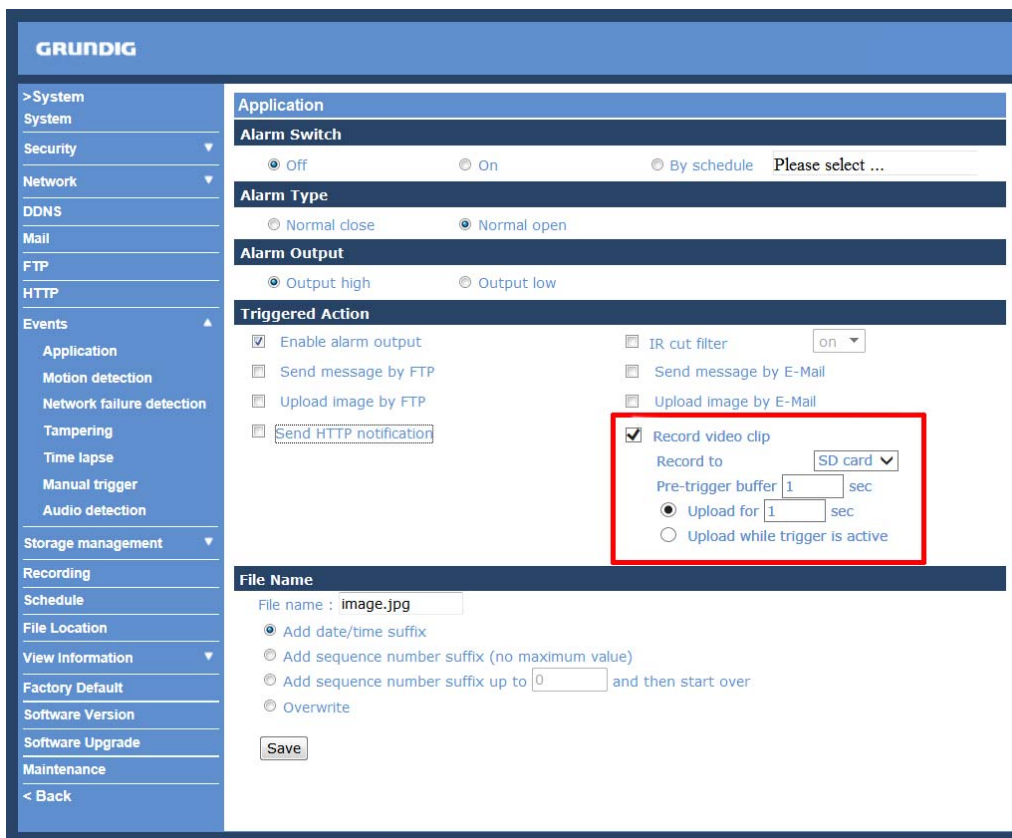 GRUNDIG
>System
System
Security
Network
DDNS
Mail
FTP
HTTP
Events
Application
Motion detection
Network failure detection
Tampering
Time lapse
Manual trigger
Audio detection
Storage management
Recording
Schedule
File Location
View Information
Factory Default
Software Version
Software Upgrade
Maintenance
< Back
Application
Alarm Switch
Off On By schedule Please select ...
Alarm Type
Normal close Normal open
Alarm Output
Output high Output low
Triggered Action
Enable alarm output IR cut filter on
Send message by FTP Send message by E-Mail
Upload image by FTP Upload image by E-Mail
Send HTTP notification Record video clip
Record to SD card
Pre-trigger buffer 1 sec
Upload for 1 sec
Upload while trigger is active
File Name
File name : image.jpg
Add date/time suffix
Add sequence number suffix (no maximum value)
Add sequence number suffix up to 0 and then start over
Overwrite
Save